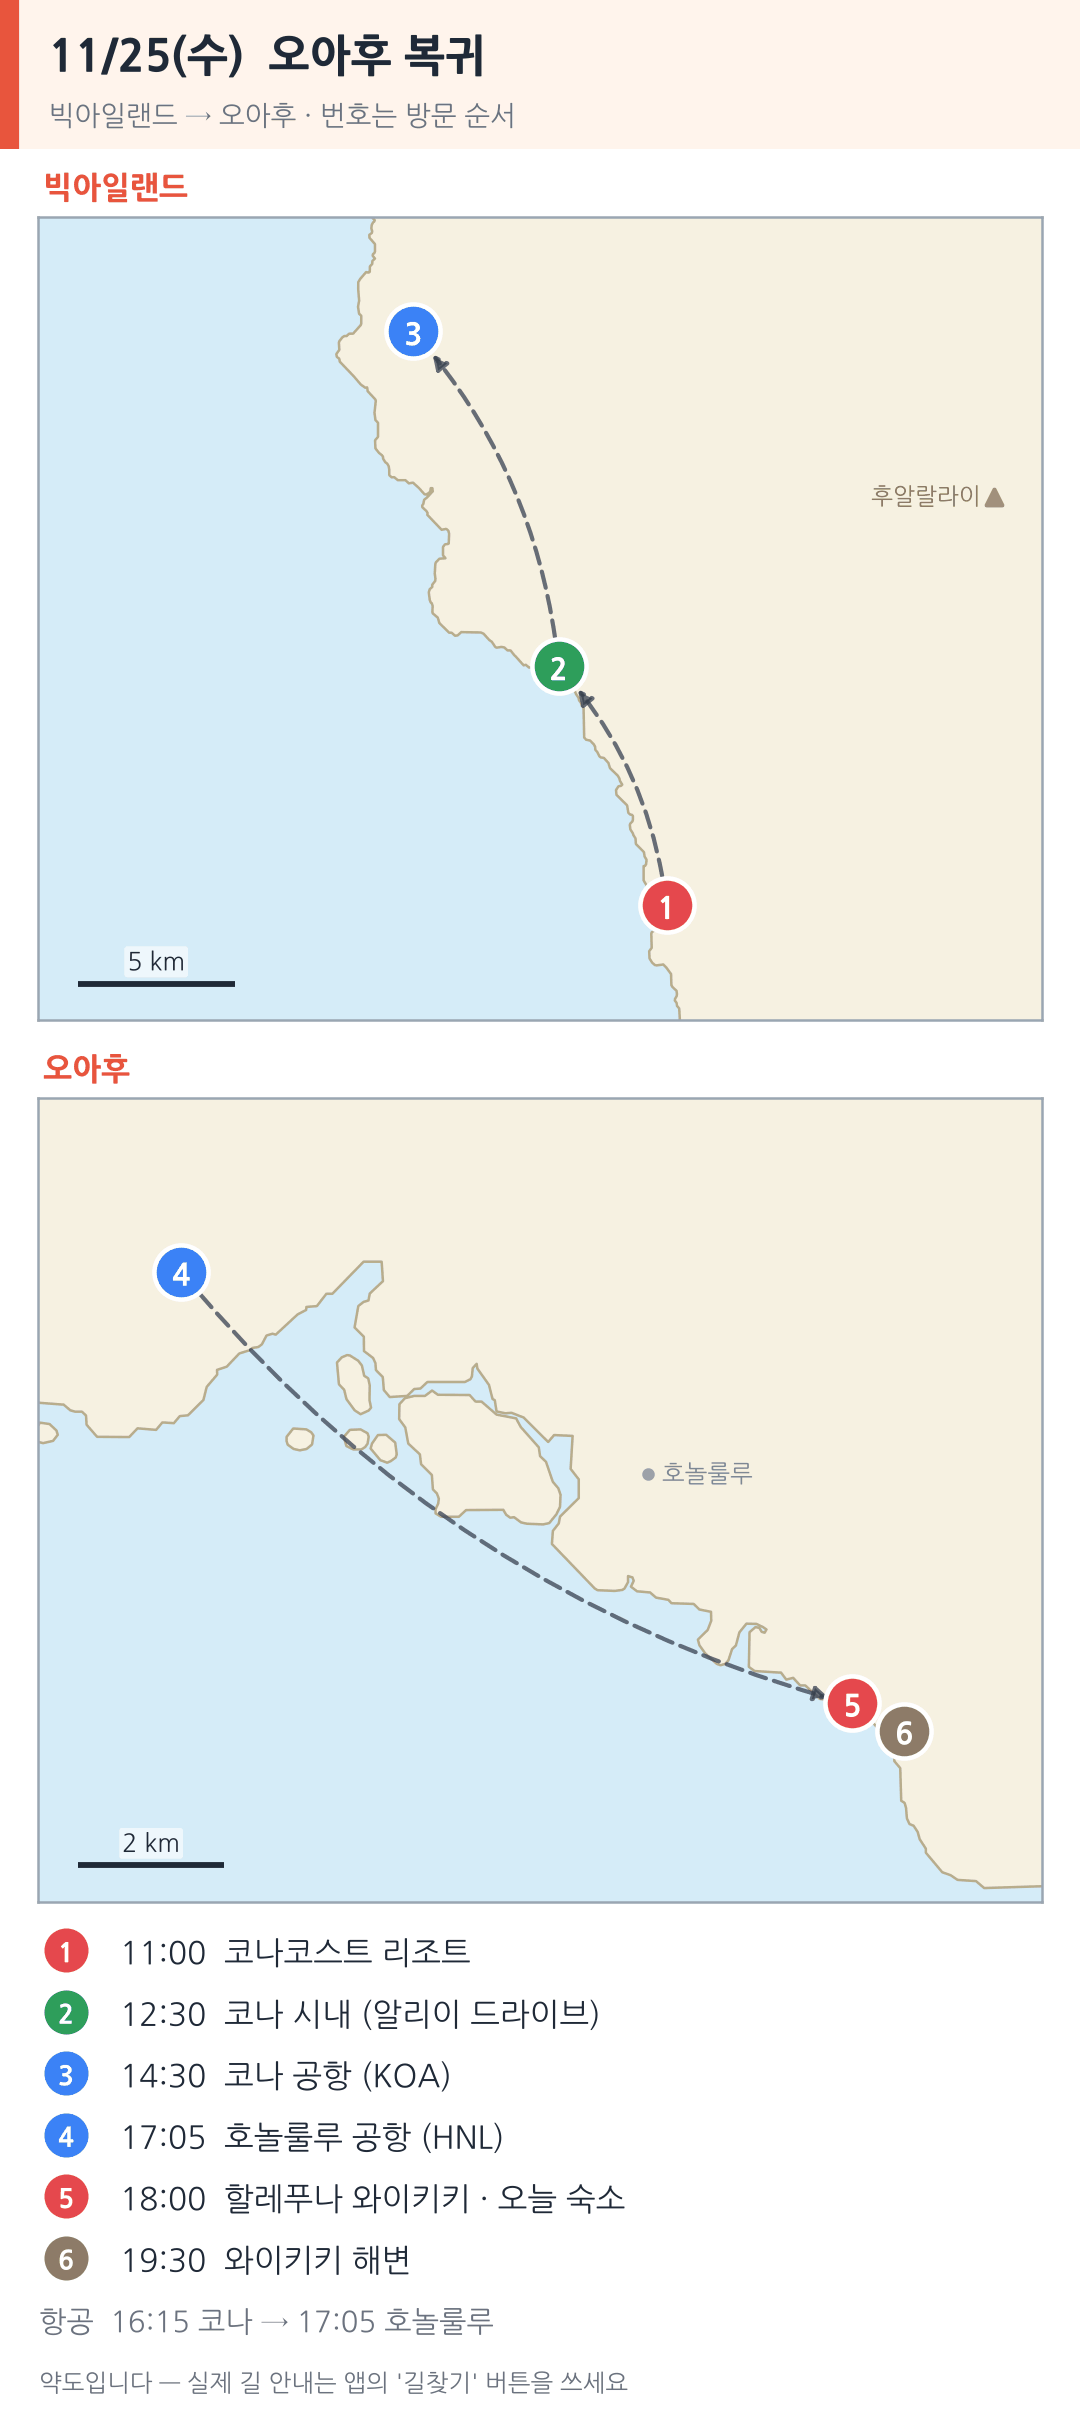 11/25(수) 오아후 복귀
빅아일랜드 → 오아후 · 번호는 방문 순서
빅아일랜드
3
후알랄라이
2
1
5 km
오아후
4
호놀룰루
5
6
2 km
1 11:00 코나코스트 리조트
2 12:30 코나 시내 (알리이 드라이브)
3 14:30 코나 공항 (KOA)
4 17:05 호놀룰루 공항 (HNL)
5 18:00 할레푸나 와이키키 · 오늘 숙소
6 19:30 와이키키 해변
항공 16:15 코나 → 17:05 호놀룰루
약도입니다 — 실제 길 안내는 앱의 '길찾기' 버튼을 쓰세요